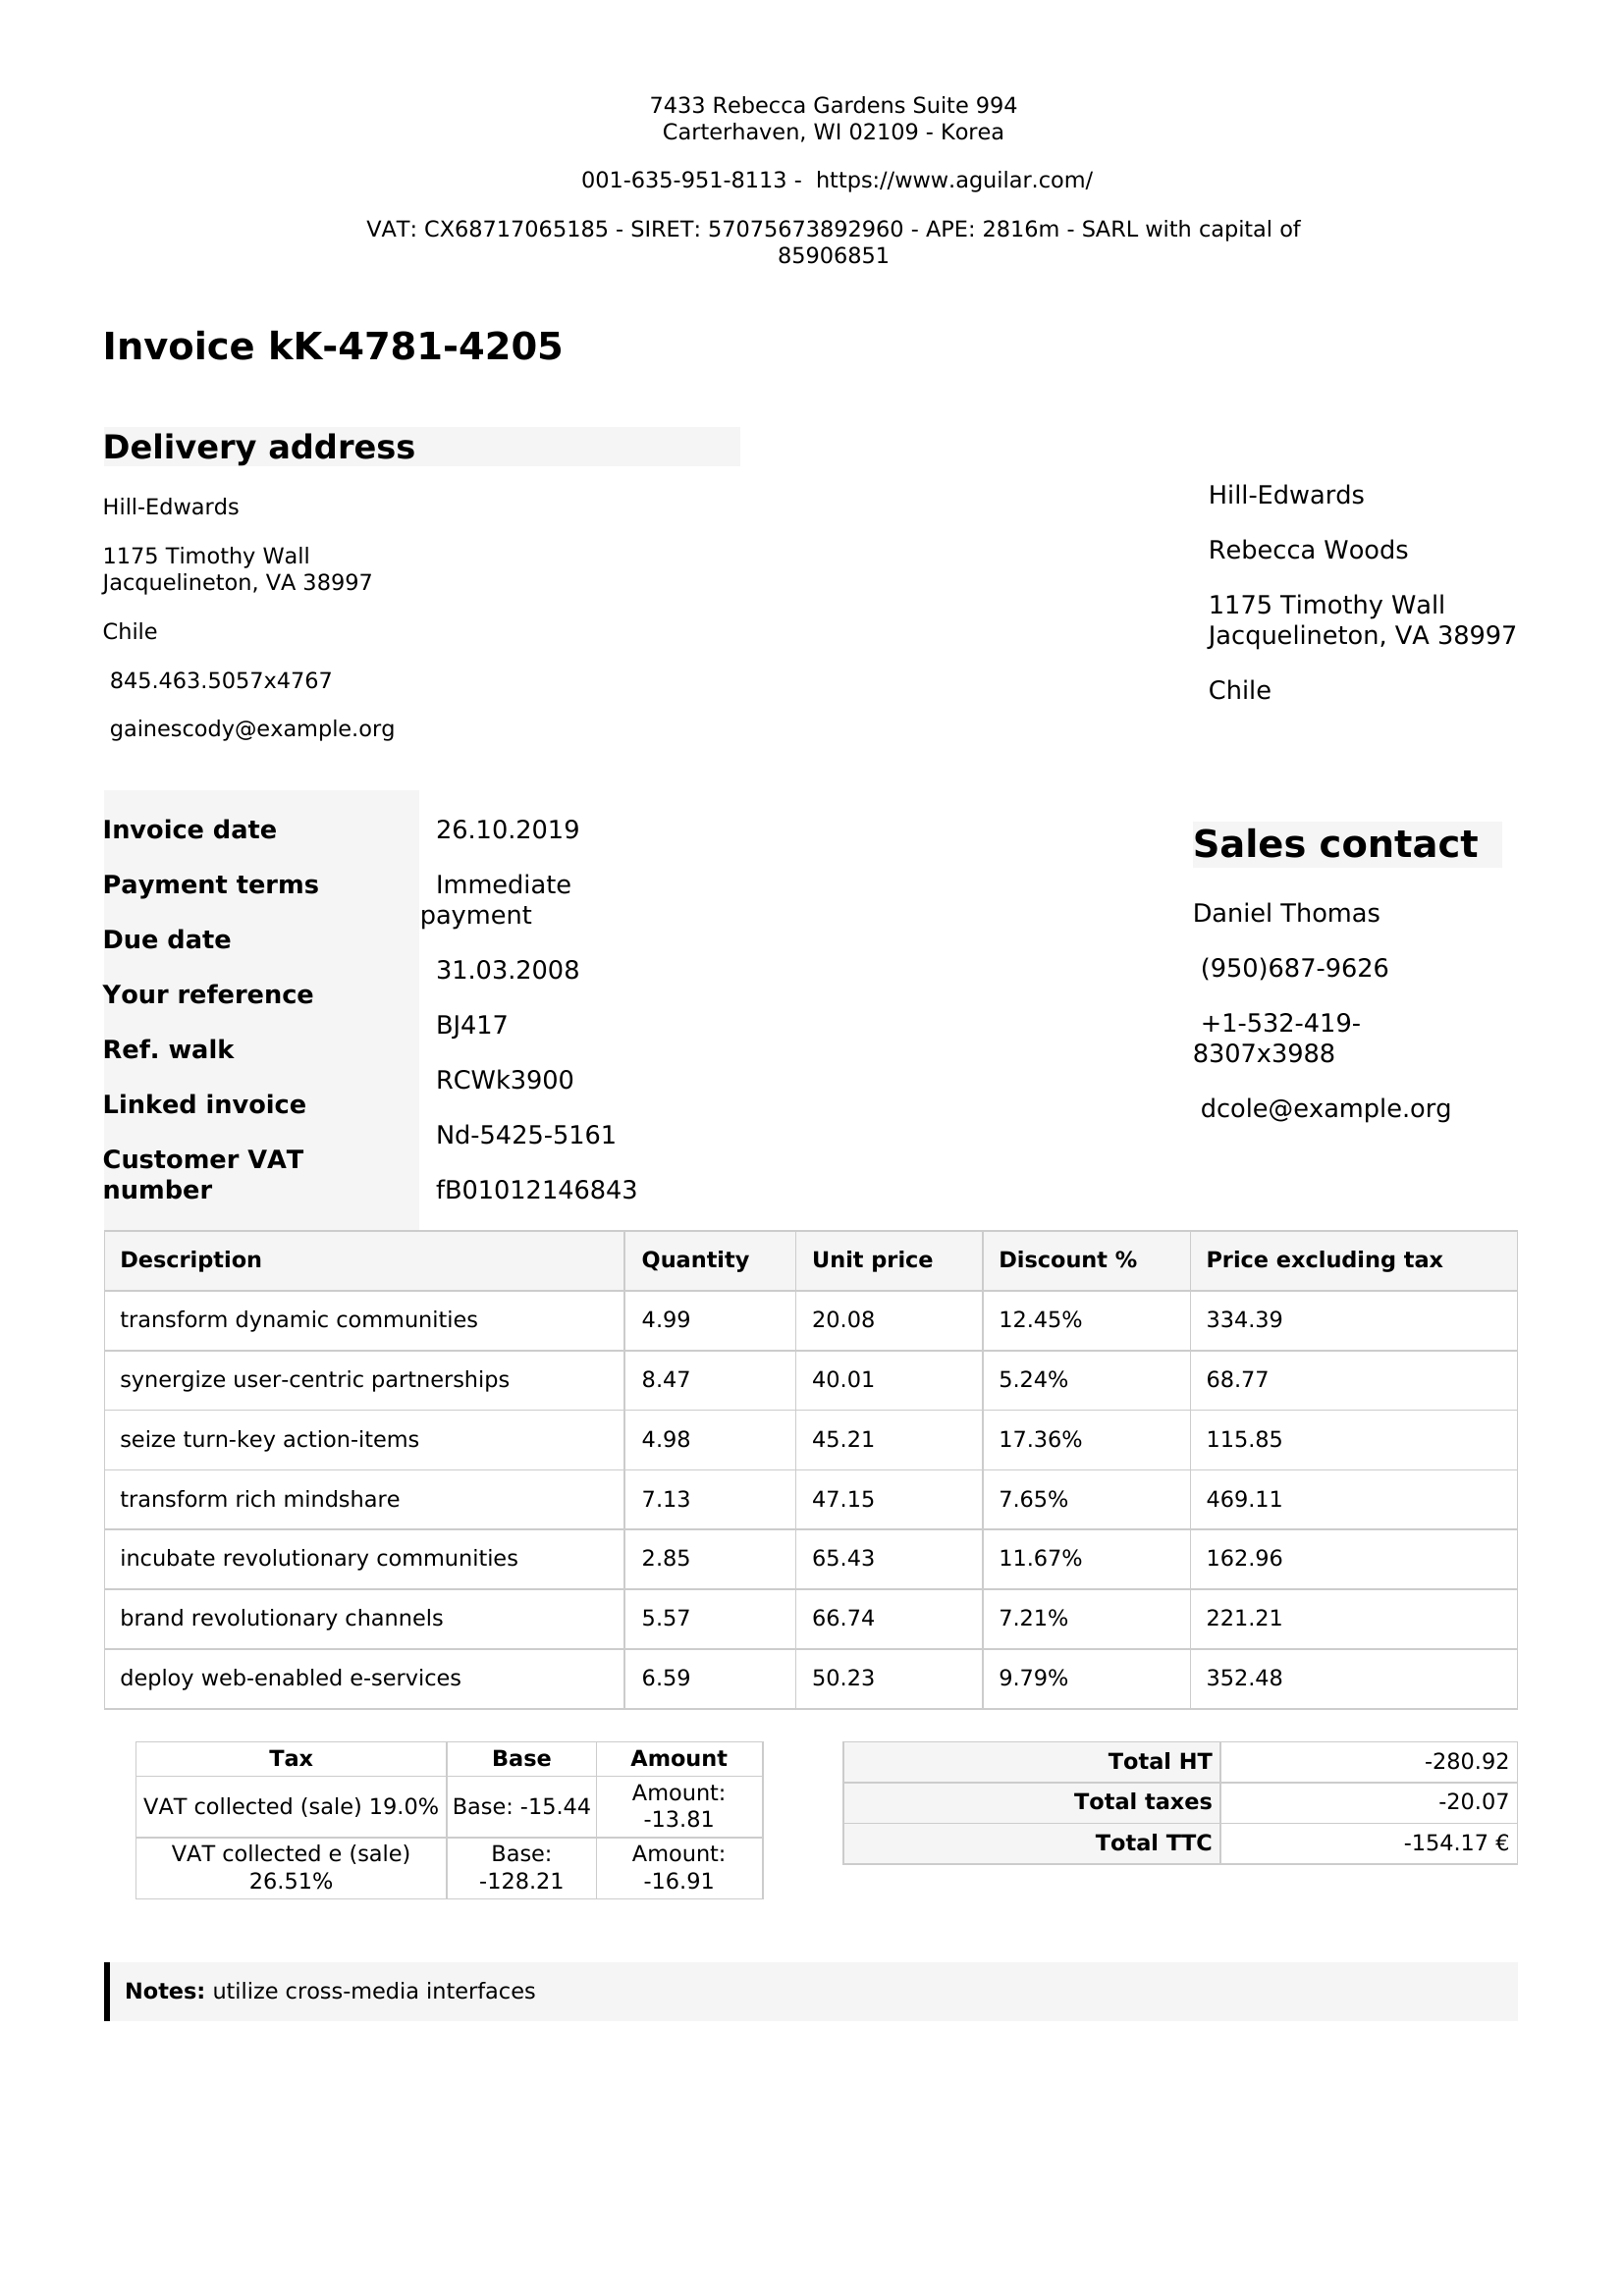 7433 Rebecca Gardens Suite 994
Carterhaven, WI 02109 - Korea
001-635-951-8113 - https://www.aguilar.com/
VAT: CX68717065185 - SIRET: 57075673892960 - APE: 2816m - SARL with capital of
85906851
Invoice kK-4781-4205
Delivery address
Hill-Edwards
1175 Timothy Wall
Jacquelineton, VA 38997
Chile
845.463.5057x4767
gainescody@example.org
Hill-Edwards
Rebecca Woods
1175 Timothy Wall
Jacquelineton, VA 38997
Chile
Invoice date
Payment terms
Due date
Your reference
Ref. walk
Linked invoice
Customer VAT
number
26.10.2019
Immediate
payment
31.03.2008
BJ417
RCWk3900
Nd-5425-5161
fB01012146843
Sales contact
Daniel Thomas
(950)687-9626
+1-532-419-
8307x3988
dcole@example.org
Description Quantity Unit price Discount % Price excluding tax
transform dynamic communities 4.99 20.08 12.45% 334.39
synergize user-centric partnerships 8.47 40.01 5.24% 68.77
seize turn-key action-items 4.98 45.21 17.36% 115.85
transform rich mindshare 7.13 47.15 7.65% 469.11
incubate revolutionary communities 2.85 65.43 11.67% 162.96
brand revolutionary channels 5.57 66.74 7.21% 221.21
deploy web-enabled e-services 6.59 50.23 9.79% 352.48
Tax Base Amount
VAT collected (sale) 19.0% Base: -15.44 Amount:
-13.81
VAT collected e (sale)
26.51%
Base:
-128.21
Amount:
-16.91
Total HT -280.92
Total taxes -20.07
Total TTC -154.17 €
Notes: utilize cross-media interfaces